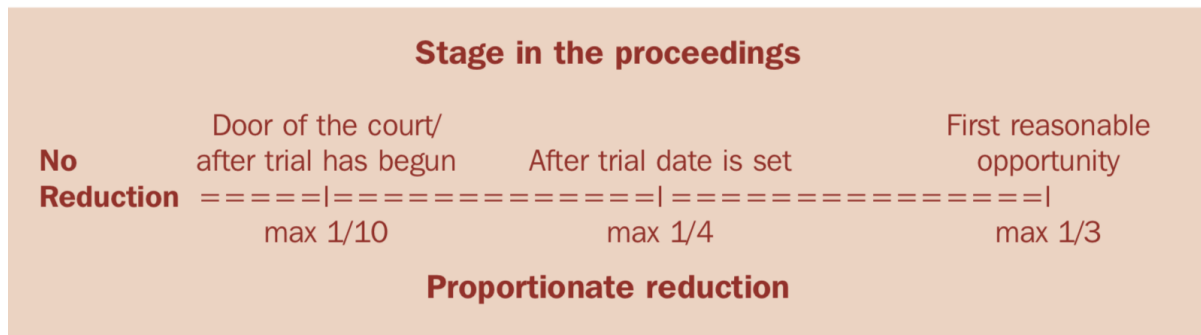 Stage in the proceedings
Door of the court/ First reasonable
No after trial has begun After trial date is set opportunity
Reduction =====|=============| ===============|
max 1/10 max 1/4 max 1/3
Proportionate reduction